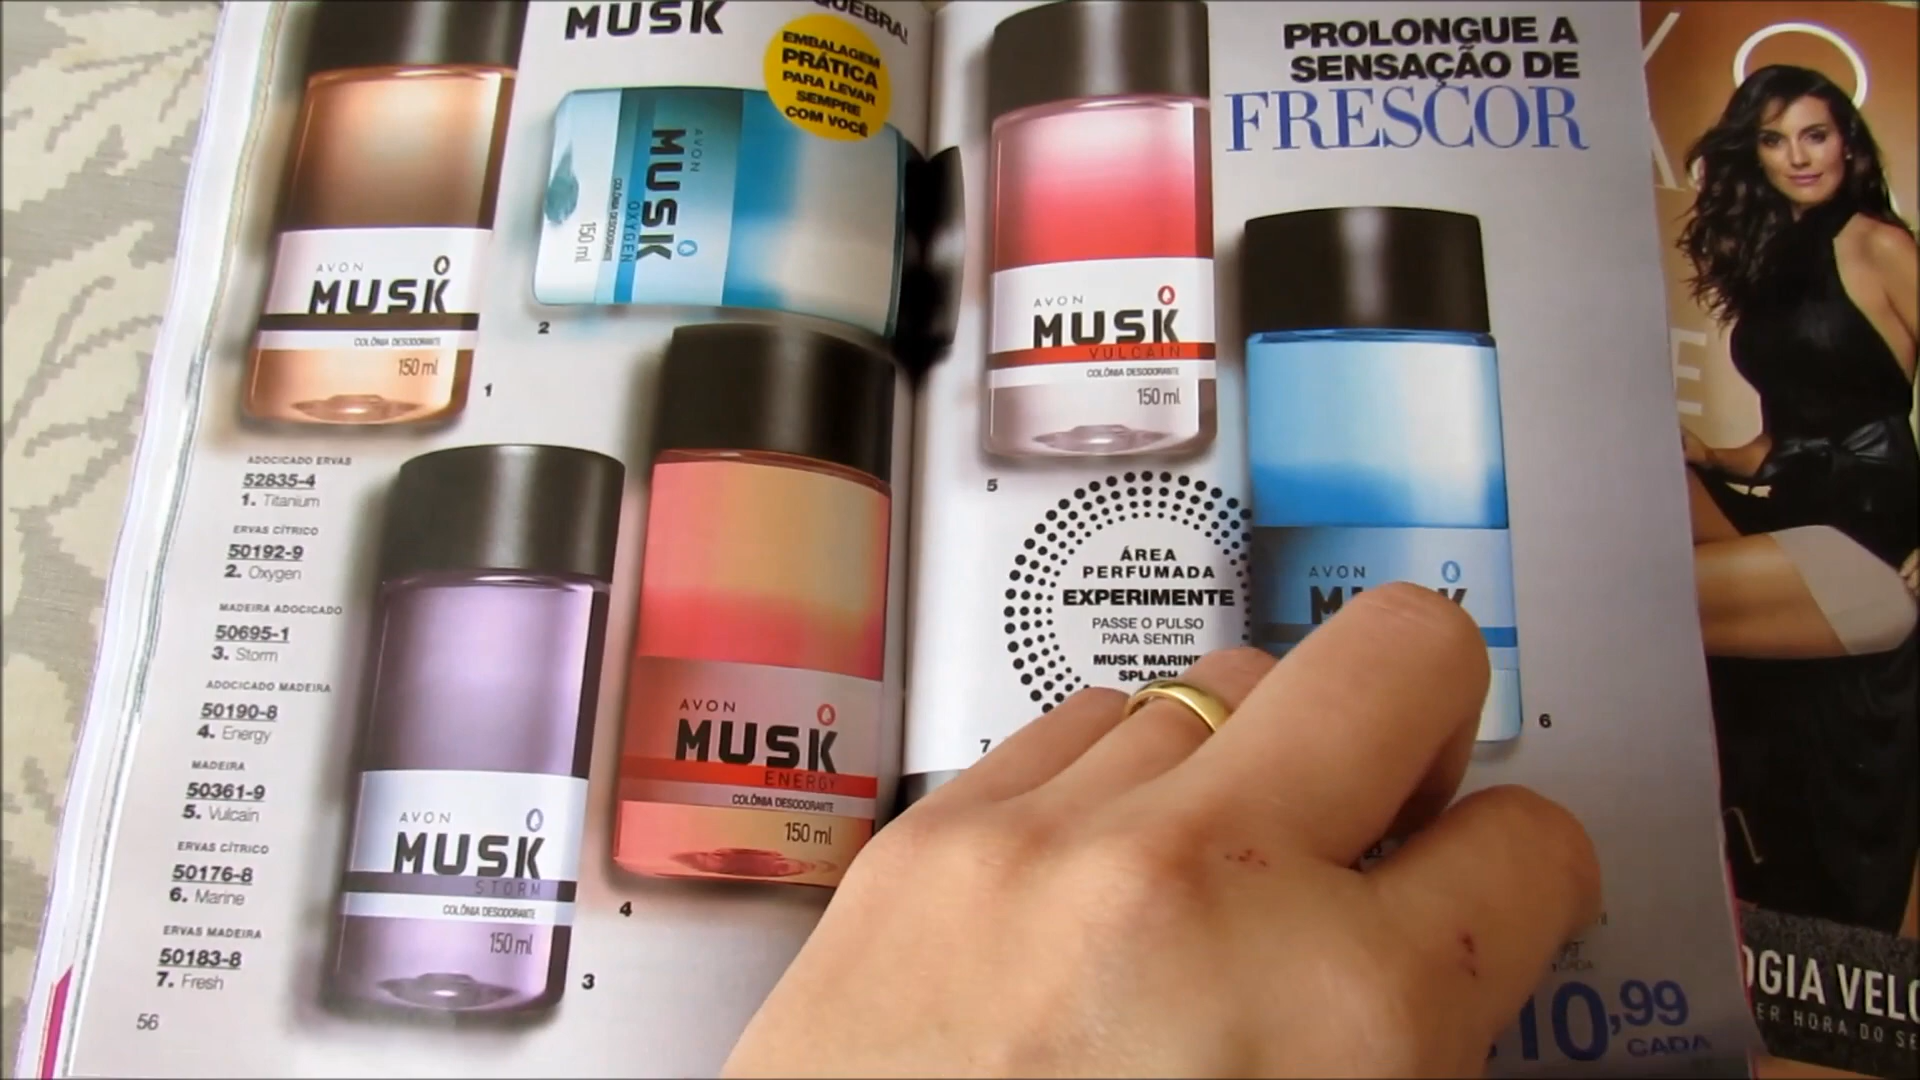 MUSK
QUEBRA!
EMBALAGEM
PRÁTICA
PARA LEVAR
SEMPRE
COM VOCÊ
AVON
MUSK
COLÔNIA DESODORANTE
150 ml
1
AVON
MUSK
OXYGEN
COLÔNIA DESODORANTE
150 ml
2
ADOCICADO ERVAS
52835-4
1. Titanium
ERVAS CÍTRICO
50192-9
2. Oxygen
MADEIRA ADOCICADO
50695-1
3. Storm
ADOCICADO MADEIRA
50190-8
4. Energy
MADEIRA
50361-9
5. Vulcain
ERVAS CÍTRICO
50176-8
6. Marine
ERVAS MADEIRA
50183-8
7. Fresh
56
AVON
MUSK
STORM
COLÔNIA DESODORANTE
150 ml
3
AVON
MUSK
ENERGY
COLÔNIA DESODORANTE
150 ml
4
PROLONGUE A
SENSAÇÃO DE
FRESCOR
AVON
MUSK
VULCAIN
COLÔNIA DESODORANTE
150 ml
5
ÁREA
PERFUMADA
EXPERIMENTE
PASSE O PULSO
PARA SENTIR
MUSK MARINE
SPLASH
7
AVON
6
10,99
CADA
HORA DO